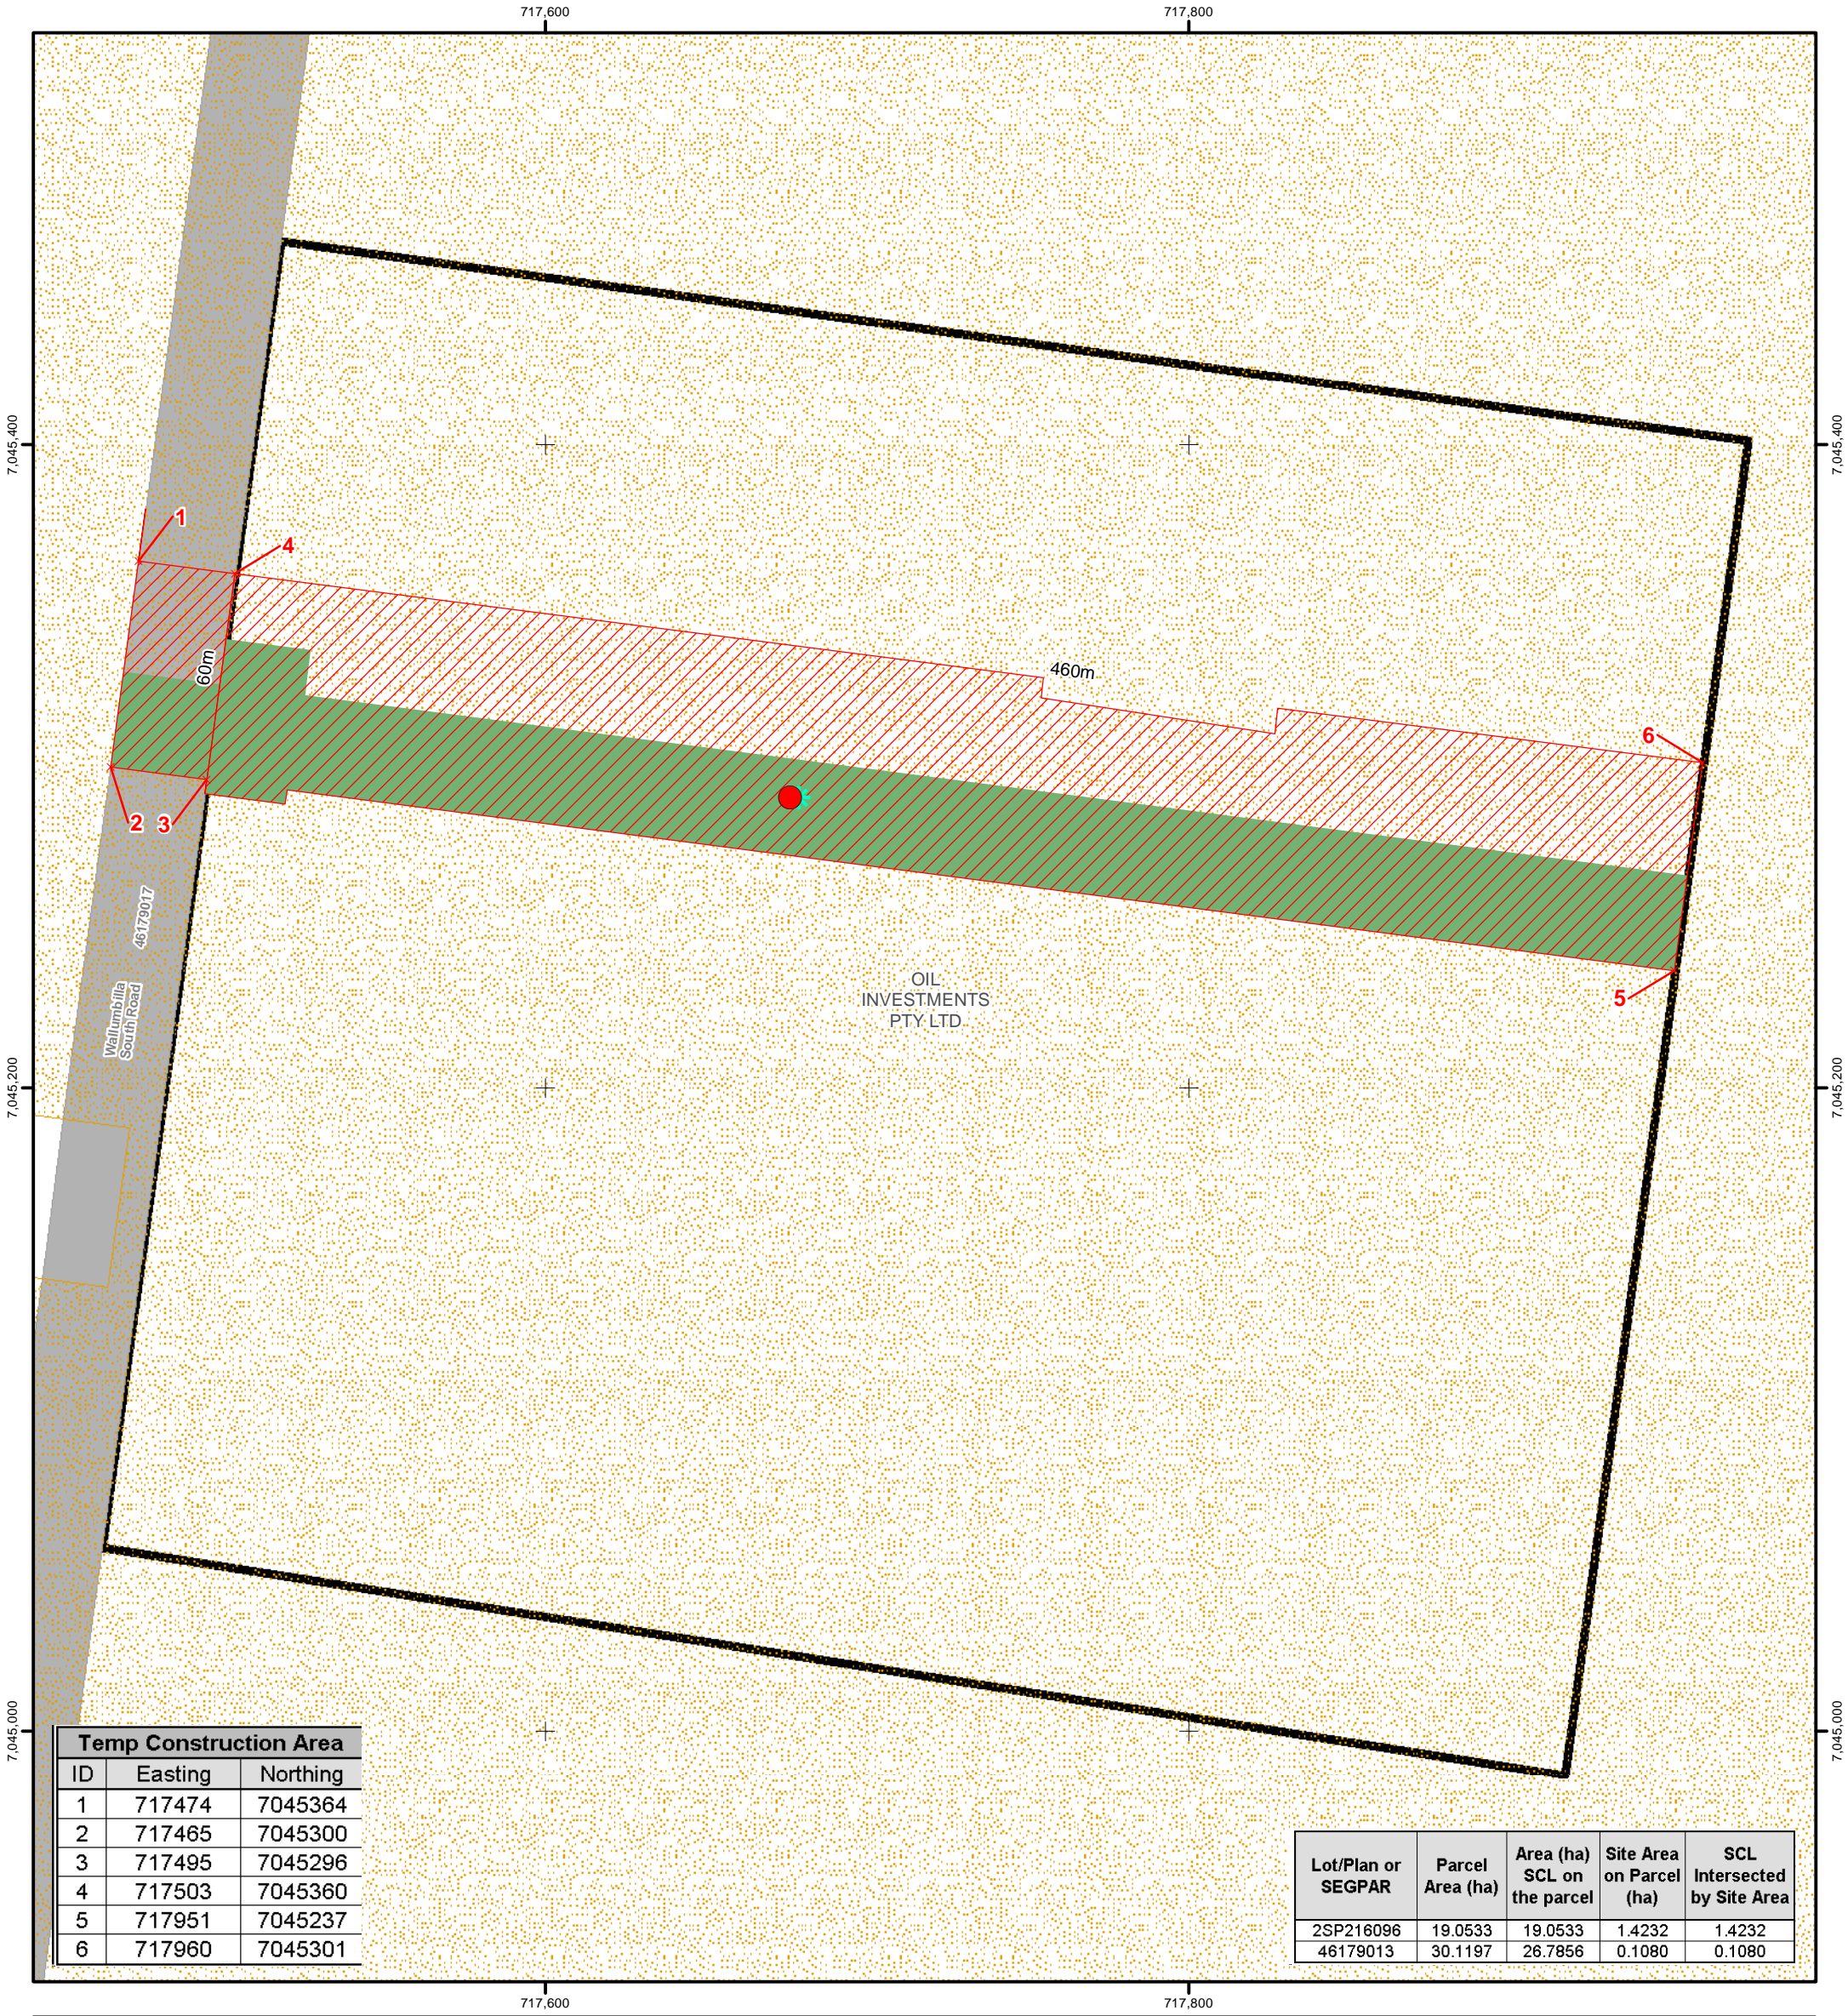 717,600 717,800
7,045,400 7,045,400
1
4
60m
460m
6
2 3
46179017
Wallumbilla
South Road
OIL
INVESTMENTS
PTY LTD
5
7,045,200 7,045,200
7,045,000 7,045,000
Temp Construction Area
ID Easting Northing
1 717474 7045364
2 717465 7045300
3 717495 7045296
4 717503 7045360
5 717951 7045237
6 717960 7045301
Lot/Plan or SEGPAR Parcel Area (ha) Area (ha) SCL on the parcel Site Area on Parcel (ha) SCL Intersected by Site Area
2SP216096 19.0533 19.0533 1.4232 1.4232
46179013 30.1197 26.7856 0.1080 0.1080
717,600 717,800